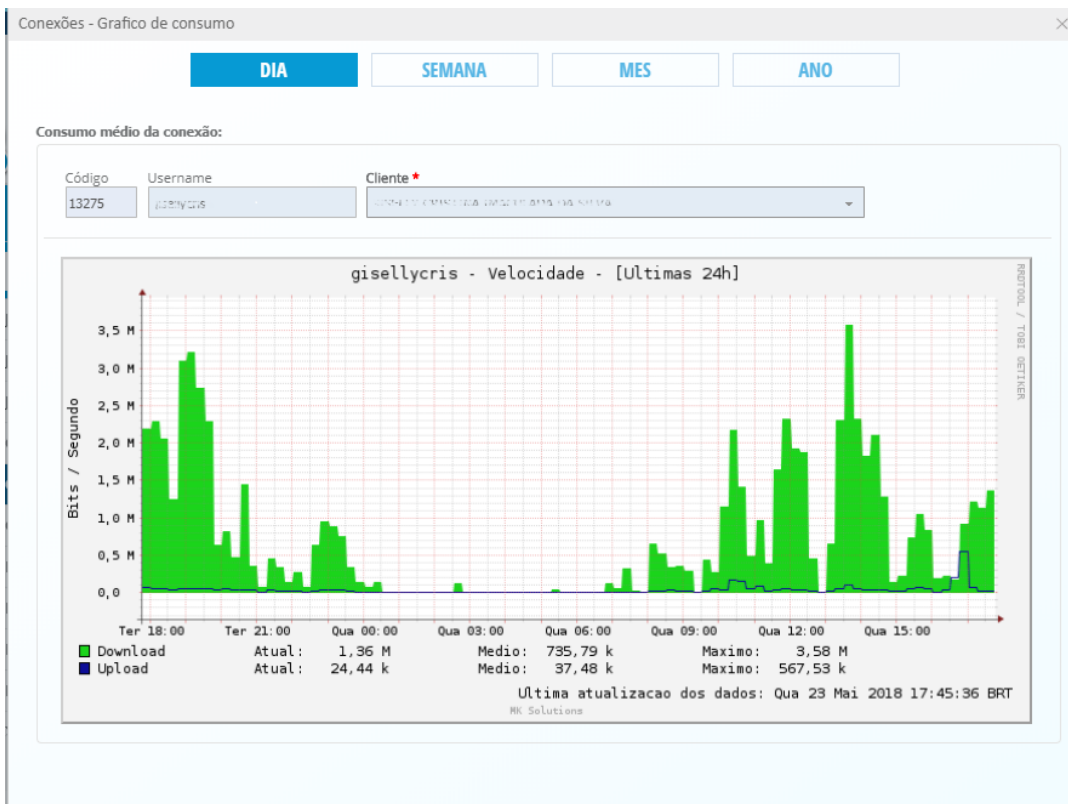 Conexões - Grafico de consumo
DIA SEMANA MES ANO
Consumo médio da conexão:
Código Username Cliente *
13275
gisellycris - Velocidade - [Ultimas 24h]
RRDTOOL / TOBI OETIKER
Bits / Segundo
3,5 M
3,0 M
2,5 M
2,0 M
1,5 M
1,0 M
0,5 M
0,0
Ter 18:00 Ter 21:00 Qua 00:00 Qua 03:00 Qua 06:00 Qua 09:00 Qua 12:00 Qua 15:00
Download Atual: 1,36 M Medio: 735,79 k Maximo: 3,58 M
Upload Atual: 24,44 k Medio: 37,48 k Maximo: 567,53 k
Ultima atualizacao dos dados: Qua 23 Mai 2018 17:45:36 BRT
MK Solutions